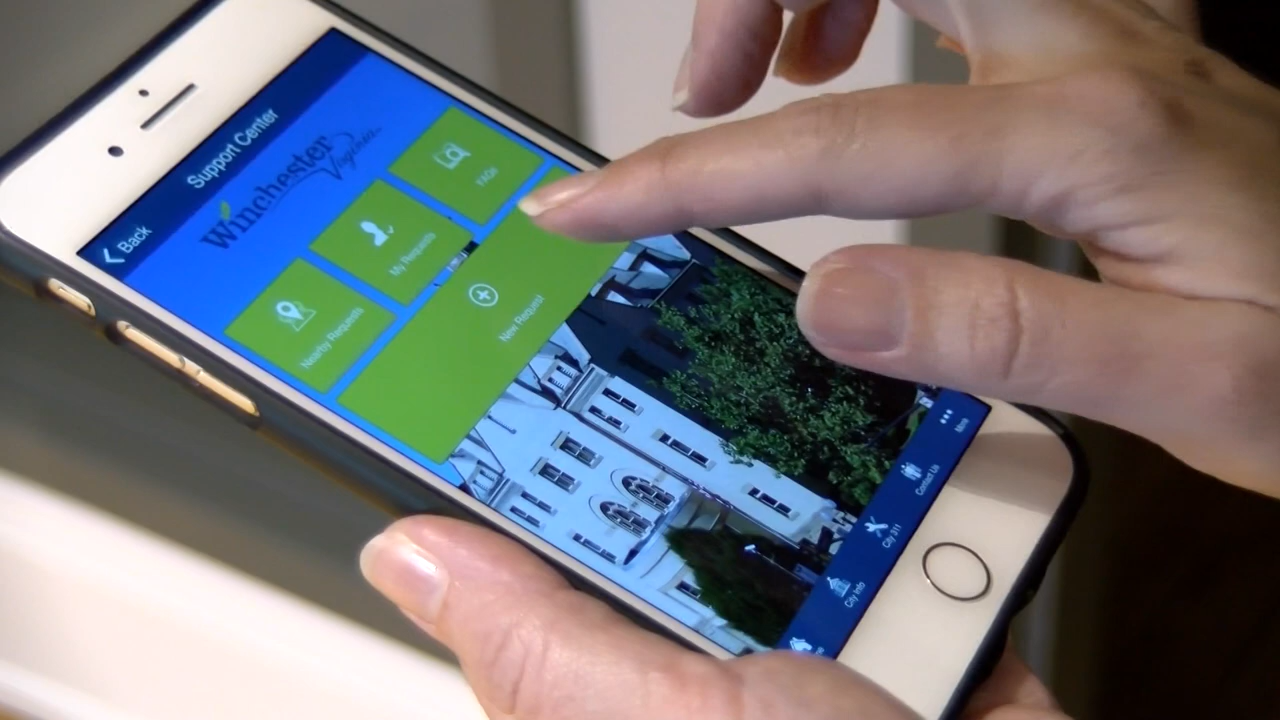 Back
Support Center
Winchester
Virginia
Nearby Requests
My Requests
FAQs
New Request
City Info
City 311
Contact Us
More